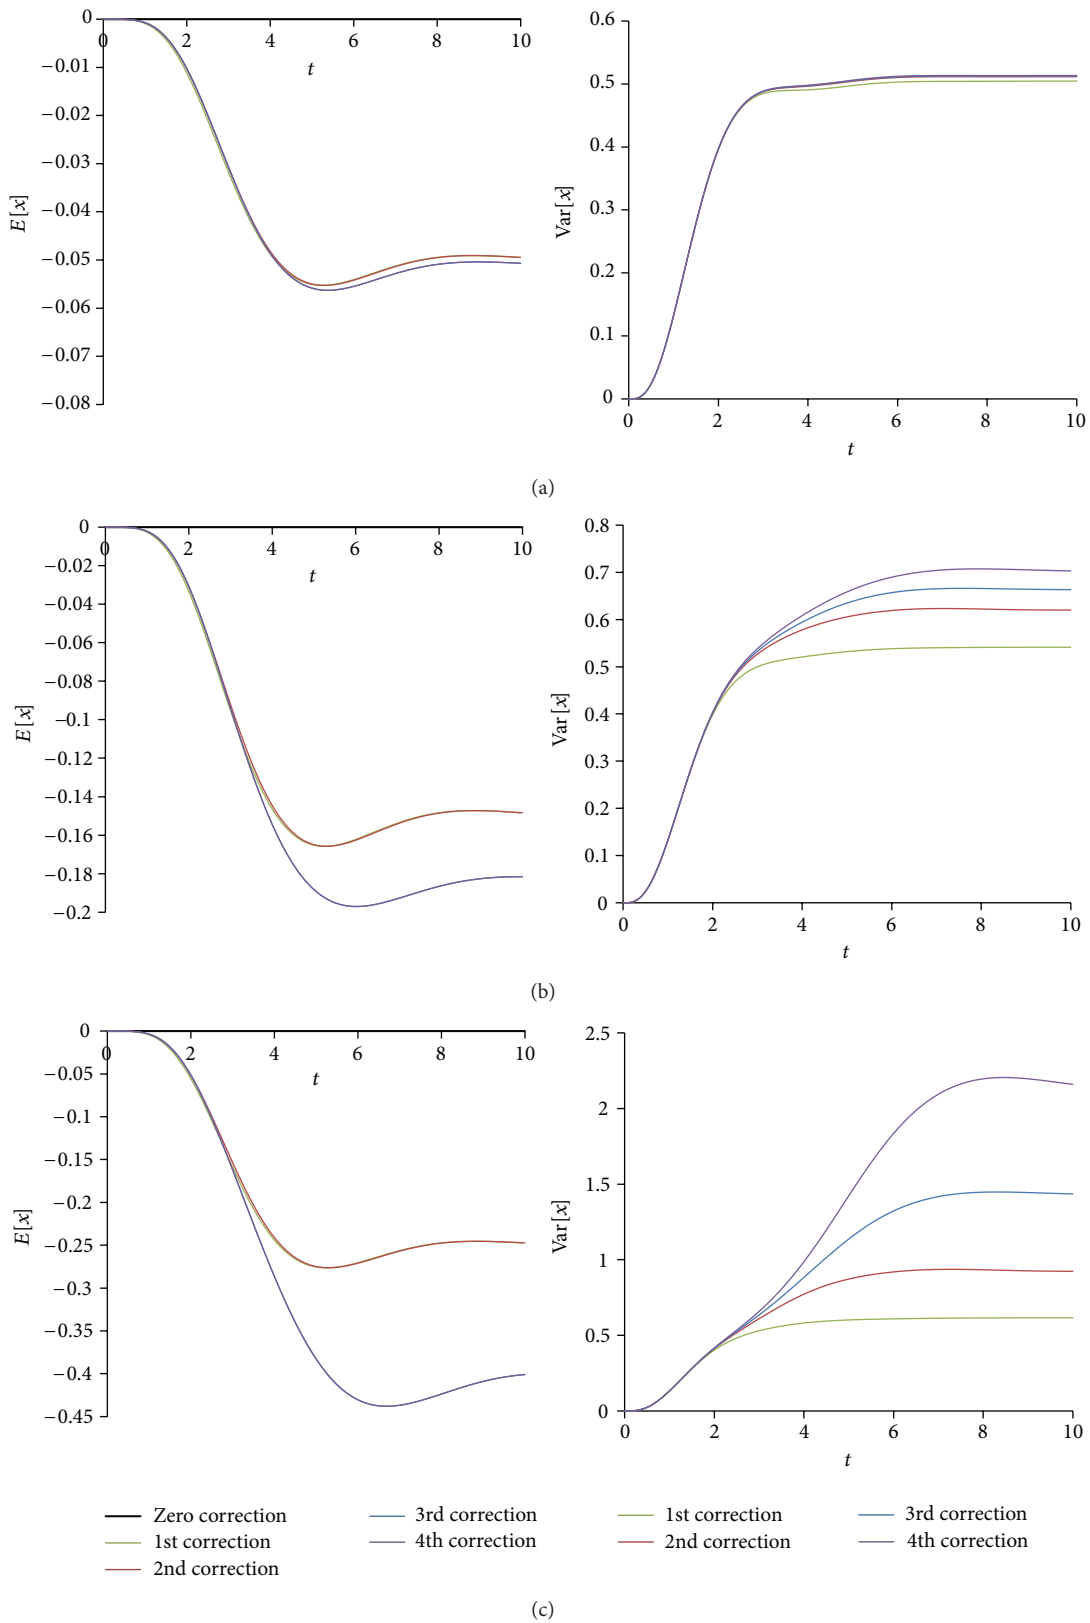 0
−0.01
−0.02
−0.03
−0.04
−0.05
−0.06
−0.07
−0.08
E[x]
0 2 4 6 8 10
t
0.6
0.5
0.4
0.3
0.2
0.1
0
Var[x]
0 2 4 6 8 10
t
(a)
0
−0.02
−0.04
−0.06
−0.08
−0.1
−0.12
−0.14
−0.16
−0.18
−0.2
E[x]
0 2 4 6 8 10
t
0.8
0.7
0.6
0.5
0.4
0.3
0.2
0.1
0
Var[x]
0 2 4 6 8 10
t
(b)
0
−0.05
−0.1
−0.15
−0.2
−0.25
−0.3
−0.35
−0.4
−0.45
E[x]
0 2 4 6 8 10
t
2.5
2
1.5
1
0.5
0
Var[x]
0 2 4 6 8 10
t
Zero correction
1st correction
2nd correction
3rd correction
4th correction
1st correction
2nd correction
3rd correction
4th correction
(c)